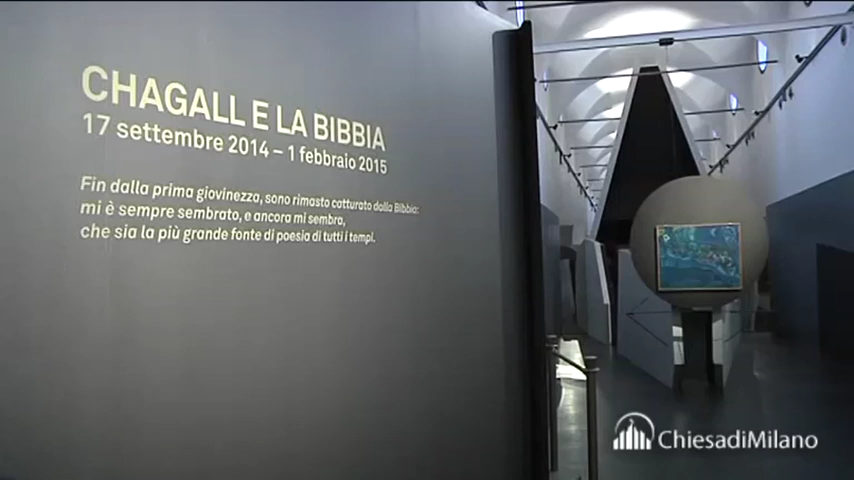 CHAGALL E LA BIBBIA
17 settembre 2014 – 1 febbraio 2015
Fin dalla prima giovinezza, sono rimasto catturato dalla Bibbia:
mi è sempre sembrato, e ancora mi sembra,
che sia la più grande fonte di poesia di tutti i tempi.
ChiesadiMilano